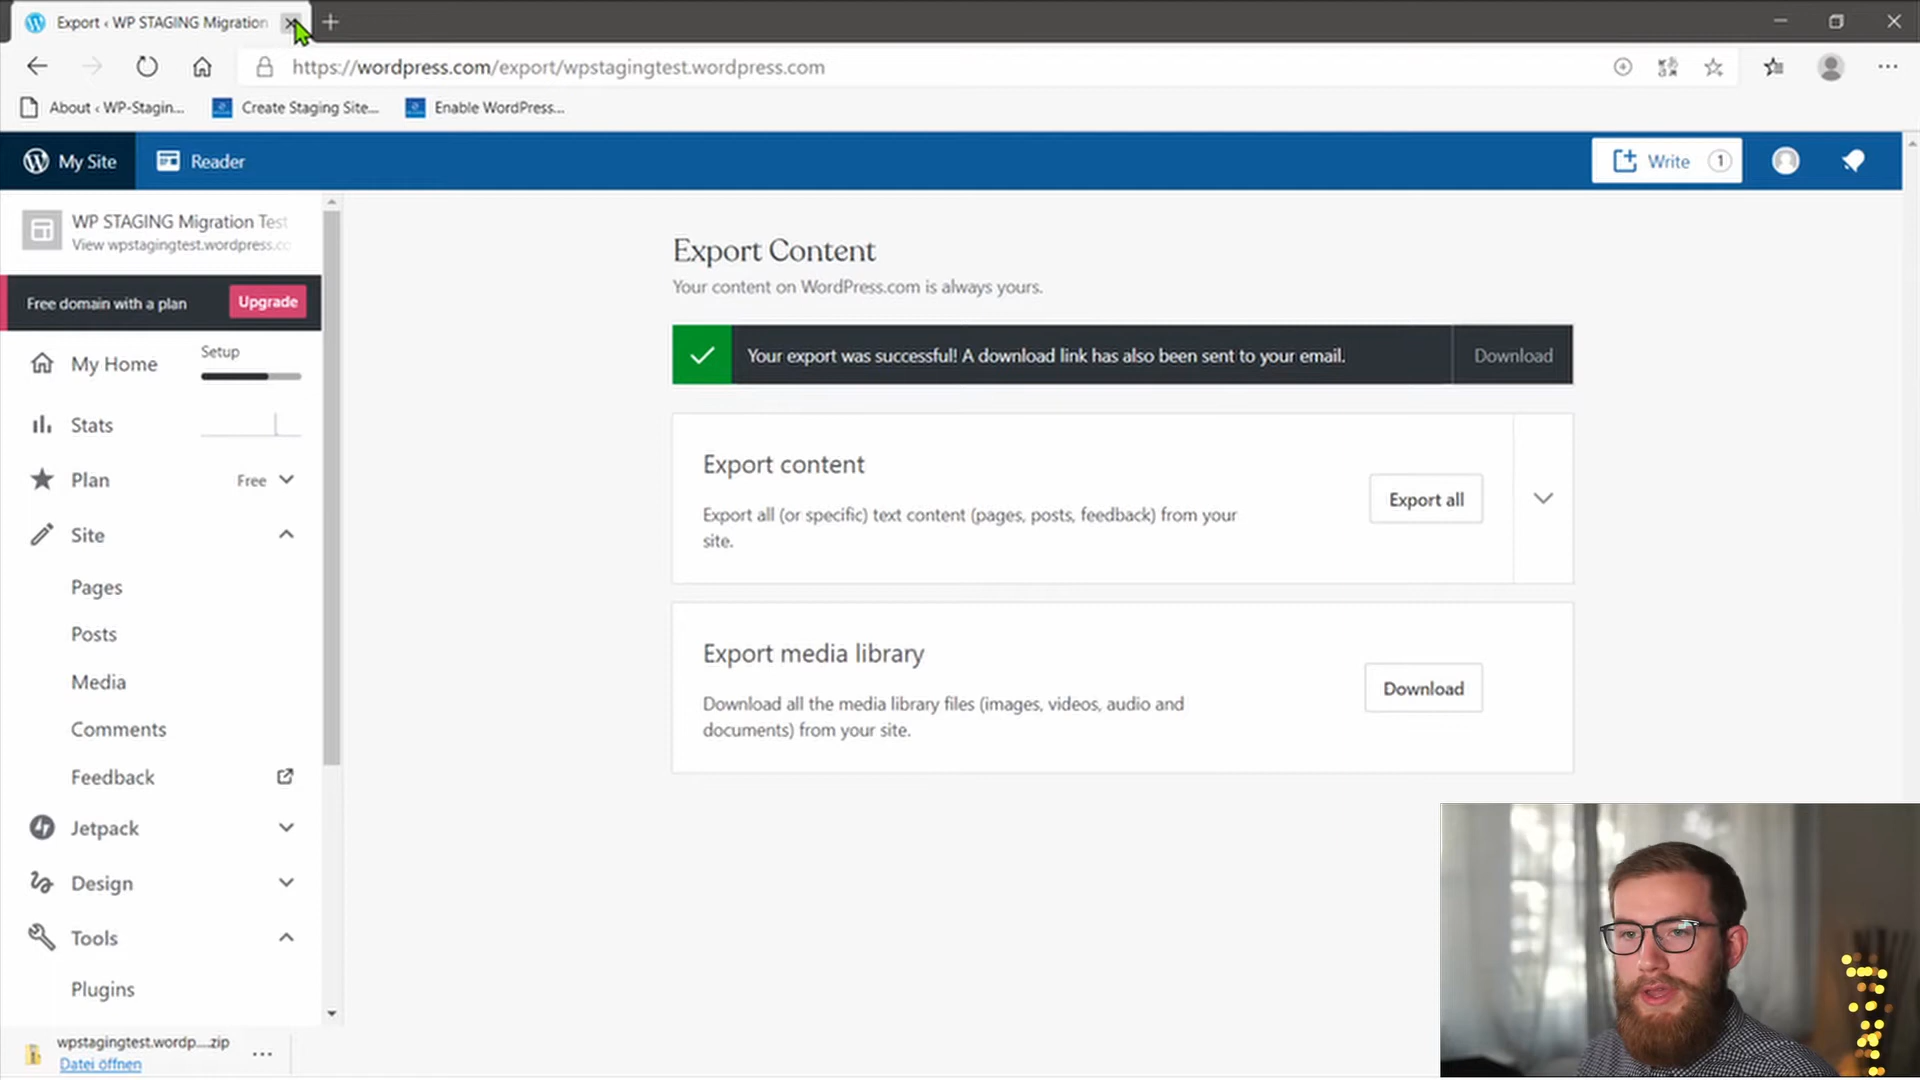 Export ‹ WP STAGING Migration
https://wordpress.com/export/wpstagingtest.wordpress.com
About ‹ WP-Stagin...
Create Staging Site...
Enable WordPress...
My Site
Reader
Write 1
WP STAGING Migration Test
View wpstagingtest.wordpress.co
Free domain with a plan
Upgrade
My Home
Setup
Stats
Plan
Free
Site
Pages
Posts
Media
Comments
Feedback
Jetpack
Design
Tools
Plugins
Export Content
Your content on WordPress.com is always yours.
Your export was successful! A download link has also been sent to your email.
Download
Export content
Export all (or specific) text content (pages, posts, feedback) from your
site.
Export all
Export media library
Download all the media library files (images, videos, audio and
documents) from your site.
Download
wpstagingtest.wordp....zip
Datei öffnen